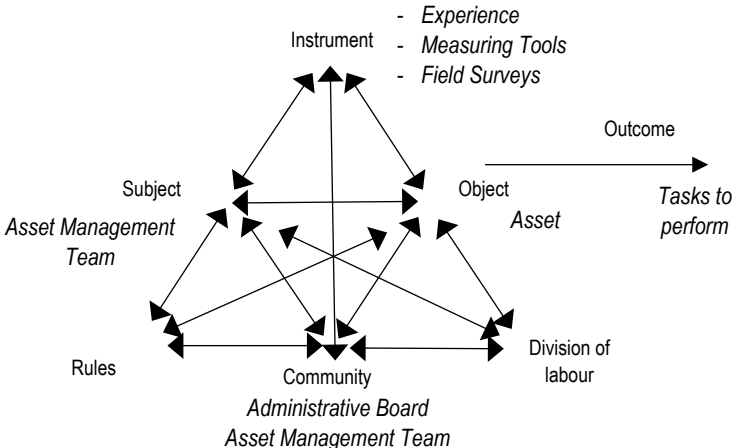 - Experience
Instrument - Measuring Tools
- Field Surveys
Outcome
Subject
Object
Asset Management
Team
Asset
Tasks to
perform
Rules
Community
Division of
labour
Administrative Board
Asset Management Team